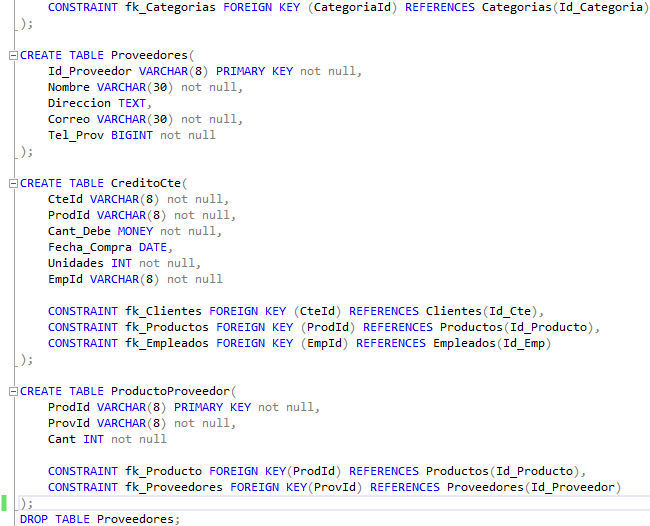 CONSTRAINT fk_Categorias FOREIGN KEY (CategoriaId) REFERENCES Categorias(Id_Categoria)
);
CREATE TABLE Proveedores(
Id_Proveedor VARCHAR(8) PRIMARY KEY not null,
Nombre VARCHAR(30) not null,
Direccion TEXT,
Correo VARCHAR(30) not null,
Tel_Prov BIGINT not null
);
CREATE TABLE CreditoCte(
CteId VARCHAR(8) not null,
ProdId VARCHAR(8) not null,
Cant_Debe MONEY not null,
Fecha_Compra DATE,
Unidades INT not null,
EmpId VARCHAR(8) not null
CONSTRAINT fk_Clientes FOREIGN KEY (CteId) REFERENCES Clientes(Id_Cte),
CONSTRAINT fk_Productos FOREIGN KEY (ProdId) REFERENCES Productos(Id_Producto),
CONSTRAINT fk_Empleados FOREIGN KEY (EmpId) REFERENCES Empleados(Id_Emp)
);
CREATE TABLE ProductoProveedor(
ProdId VARCHAR(8) PRIMARY KEY not null,
ProvId VARCHAR(8) not null,
Cant INT not null
CONSTRAINT fk_Producto FOREIGN KEY(ProdId) REFERENCES Productos(Id_Producto),
CONSTRAINT fk_Proveedores FOREIGN KEY(ProvId) REFERENCES Proveedores(Id_Proveedor)
);
DROP TABLE Proveedores;